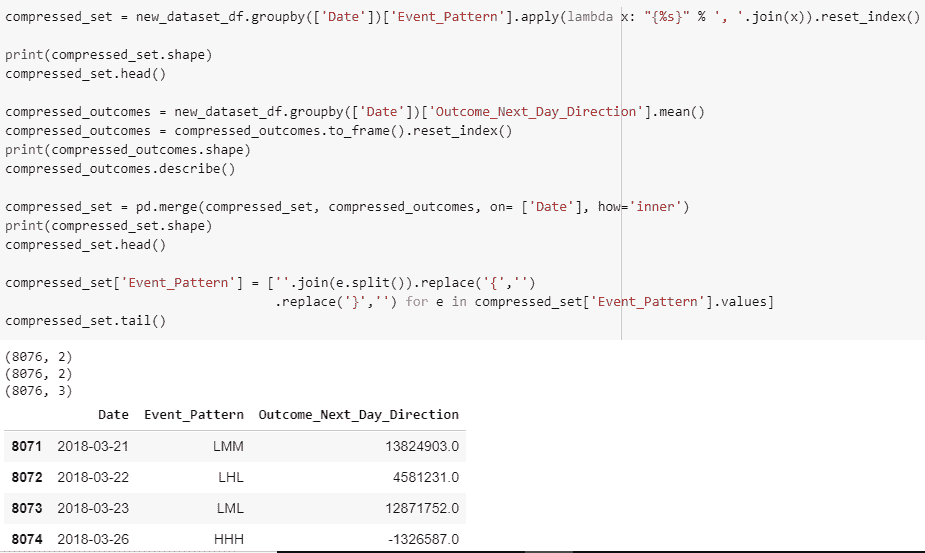 compressed_set = new_dataset_df.groupby(['Date'])['Event_Pattern'].apply(lambda x: "{%s}" % ', '.join(x)).reset_index()
print(compressed_set.shape)
compressed_set.head()
compressed_outcomes = new_dataset_df.groupby(['Date'])['Outcome_Next_Day_Direction'].mean()
compressed_outcomes = compressed_outcomes.to_frame().reset_index()
print(compressed_outcomes.shape)
compressed_outcomes.describe()
compressed_set = pd.merge(compressed_set, compressed_outcomes, on= ['Date'], how='inner')
print(compressed_set.shape)
compressed_set.head()
compressed_set['Event_Pattern'] = [''.join(e.split()).replace('{','')
.replace('}','') for e in compressed_set['Event_Pattern'].values]
compressed_set.tail()
(8076, 2)
(8076, 2)
(8076, 3)
Date Event_Pattern Outcome_Next_Day_Direction
8071 2018-03-21 LMM 13824903.0
8072 2018-03-22 LHL 4581231.0
8073 2018-03-23 LML 12871752.0
8074 2018-03-26 HHH -1326587.0